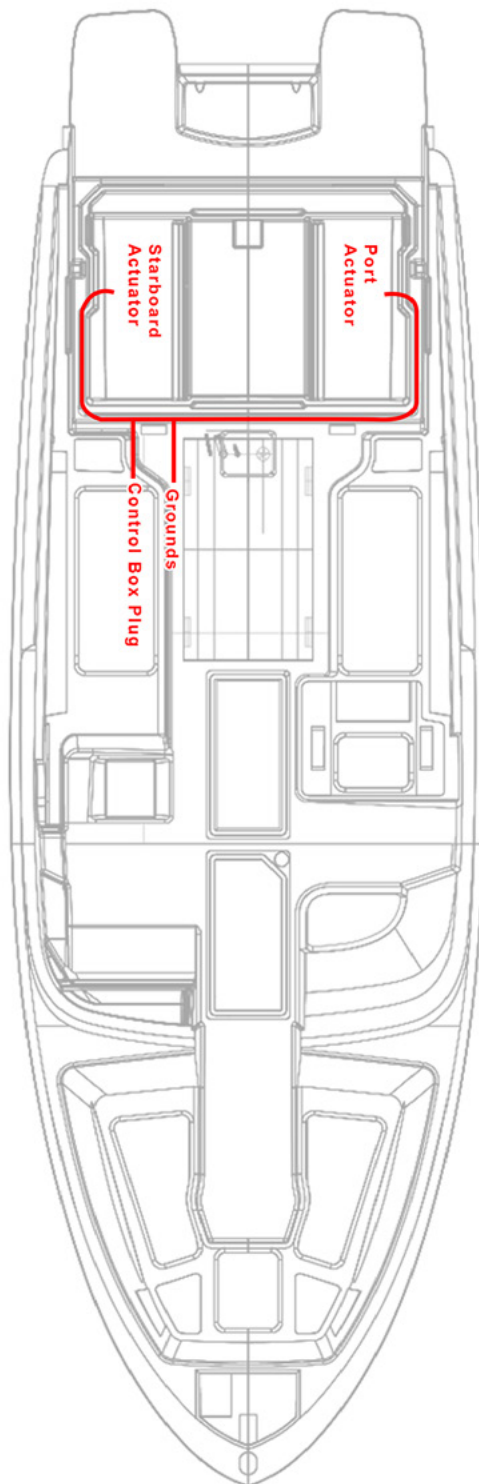 Port
Actuator
Starboard
Actuator
Grounds
Control Box Plug